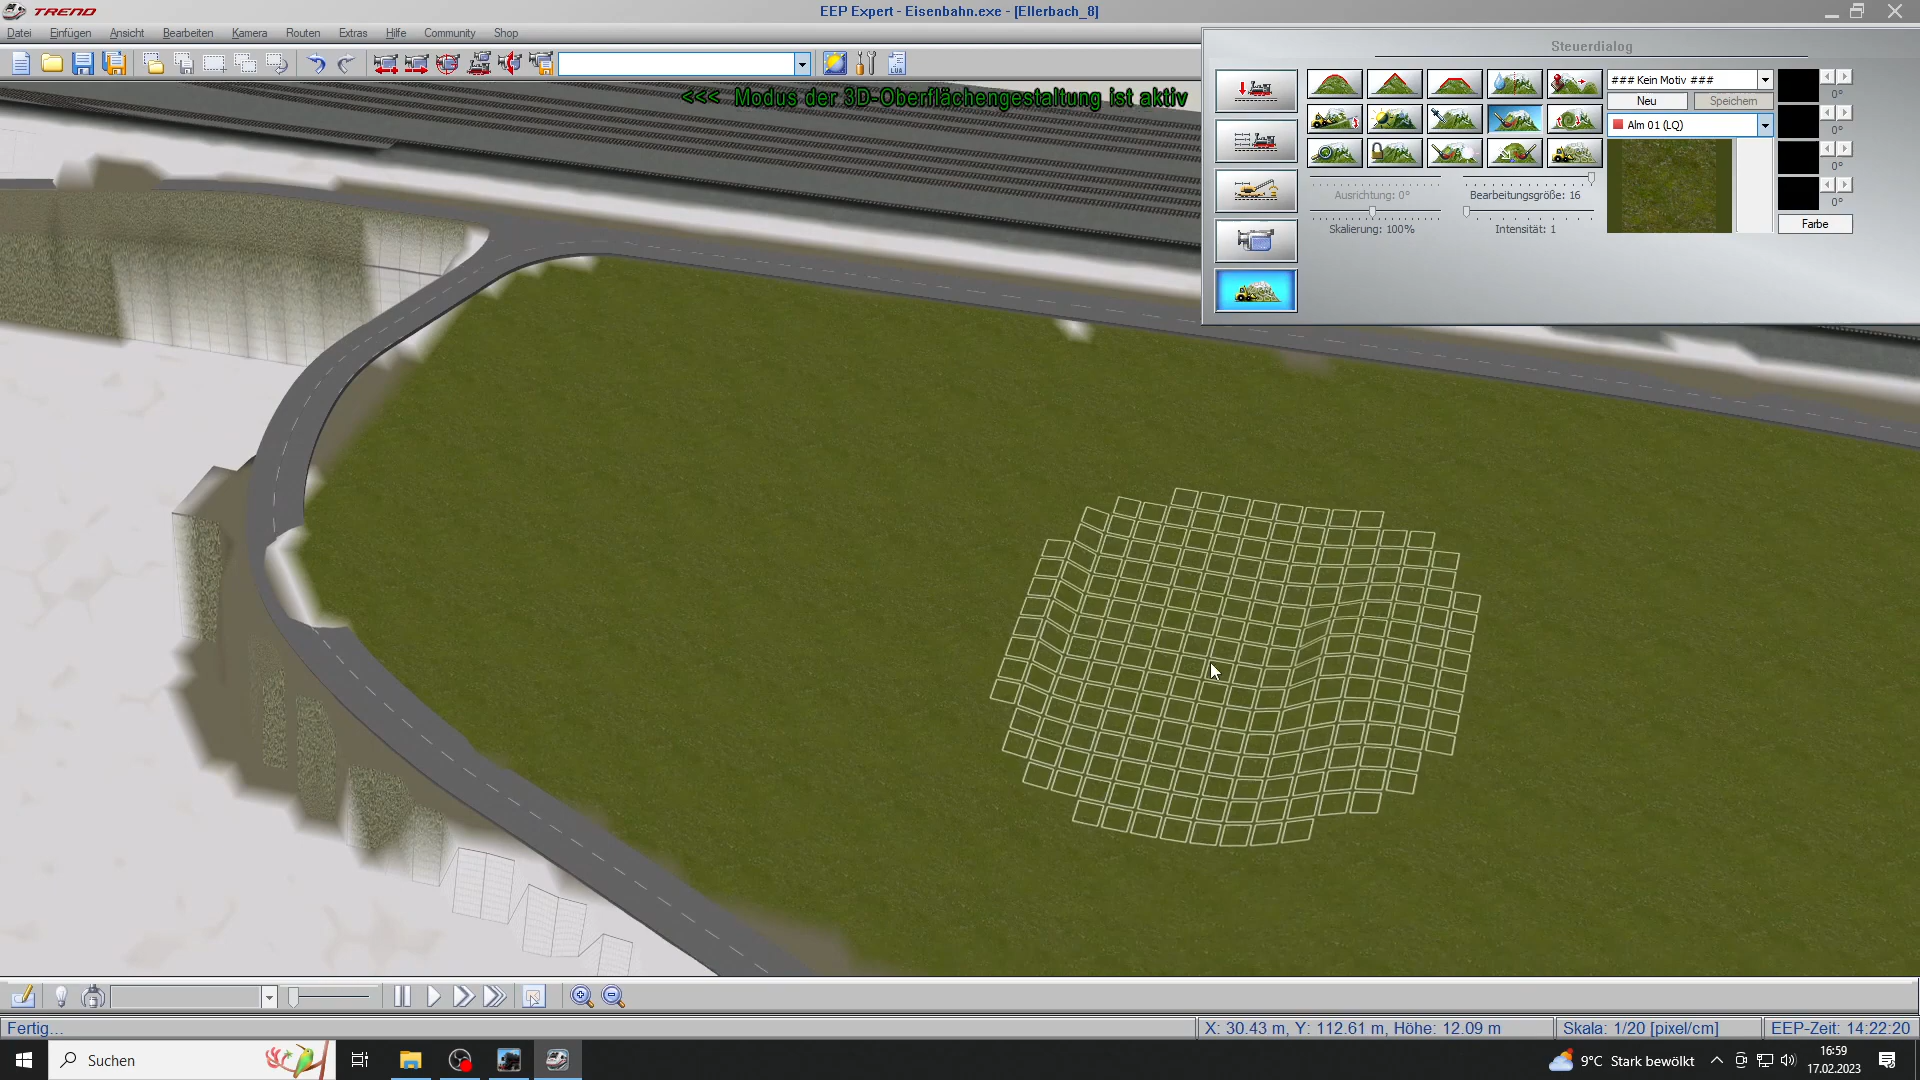 TREND
EEP Expert - Eisenbahn.exe - [Ellerbach_8]
Datei Einfügen Ansicht Bearbeiten Kamera Routen Extras Hilfe Community Shop
Steuerdialog
<<< Modus der 3D-Oberflächengestaltung ist aktiv
### Kein Motiv ###
Neu Speichern
Alm 01 (LQ)
0°
0°
0°
0°
Ausrichtung: 0° Bearbeitungsgröße: 16
Skalierung: 100% Intensität: 1
Farbe
LUA
Fertig... X: 30.43 m, Y: 112.61 m, Höhe: 12.09 m Skala: 1/20 [pixel/cm] EEP-Zeit: 14:22:20
Suchen 9°C Stark bewölkt 16:59
17.02.2023